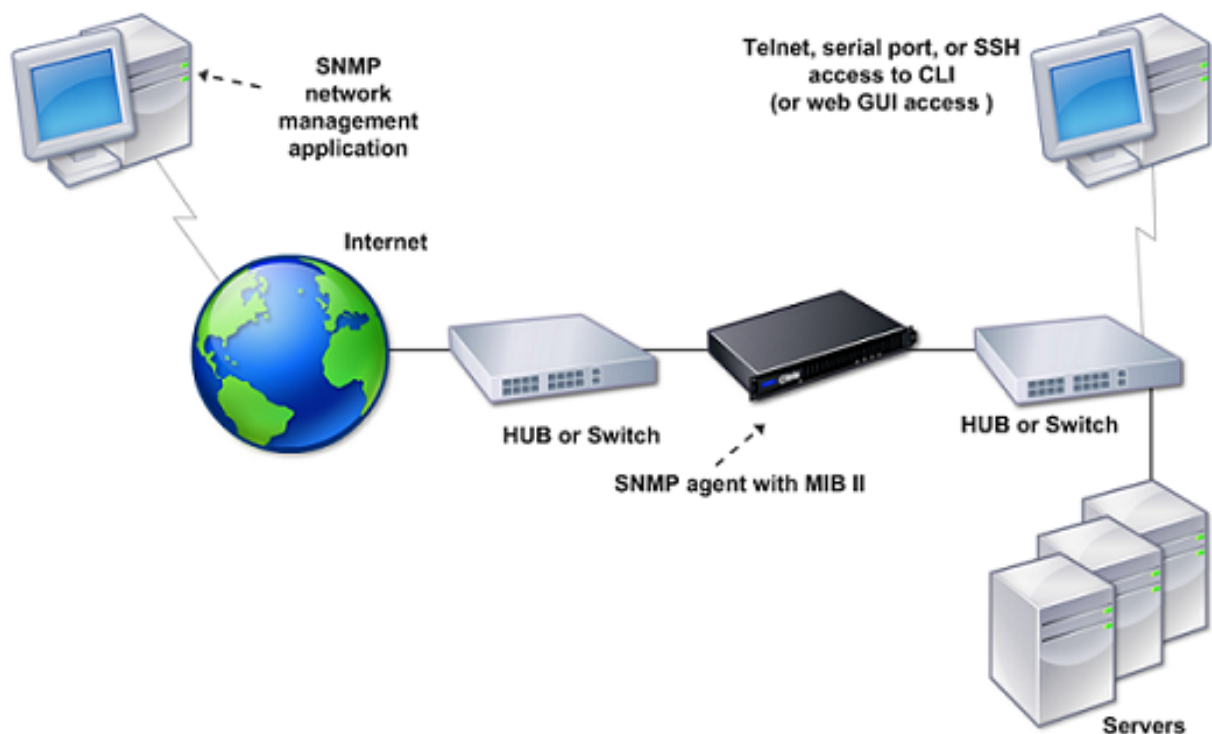 SNMP
network
management
application
Telnet, serial port, or SSH
access to CLI
(or web GUI access )
Internet
HUB or Switch
HUB or Switch
SNMP agent with MIB II
Servers